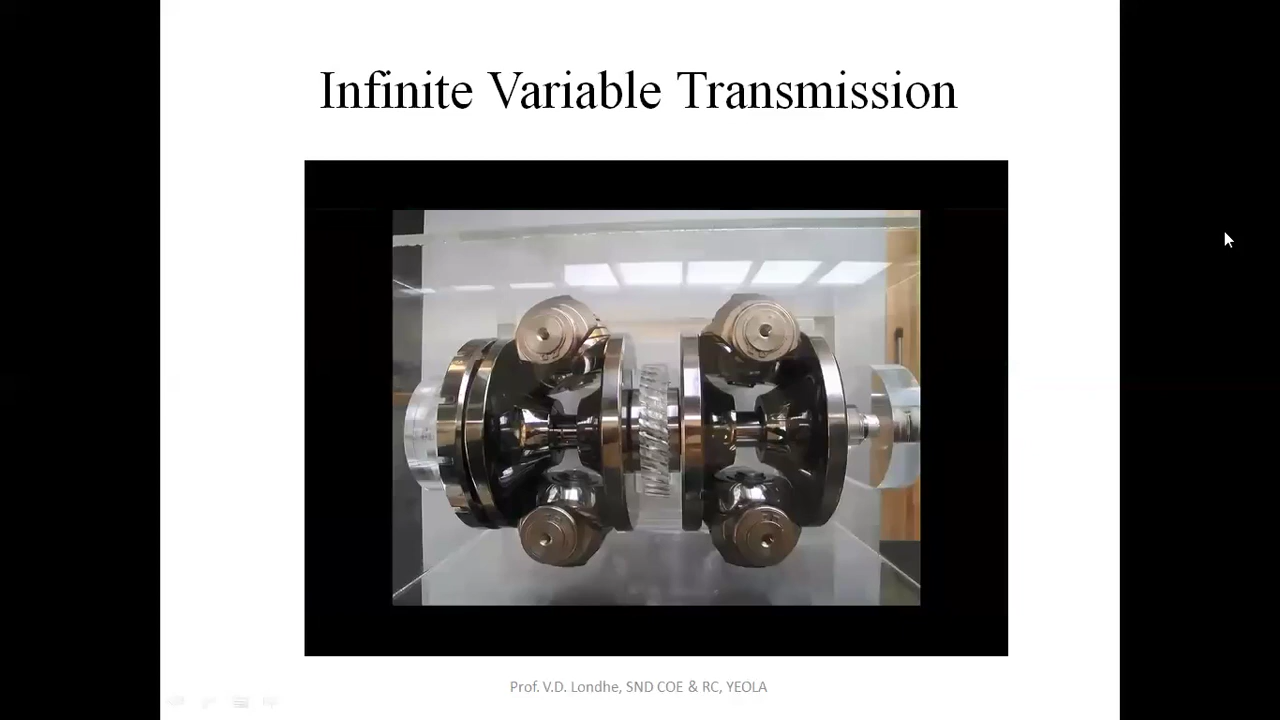 Infinite Variable Transmission
Prof. V.D. Londhe, SND COE & RC, YEOLA